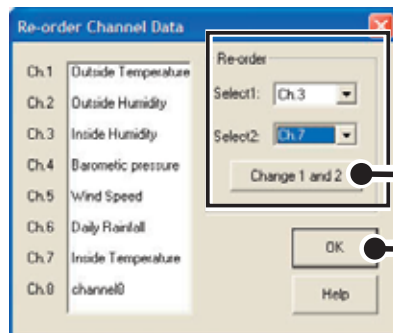 Re-order Channel Data
Ch.1 Outside Temperature
Ch.2 Outside Humidity
Ch.3 Inside Humidity
Ch.4 Barometic pressure
Ch.5 Wind Speed
Ch.6 Daily Rainfall
Ch.7 Inside Temperature
Ch.8 channel8
Re-order
Select1: Ch.3
Select2: Ch.7
Change 1 and 2
OK
Help